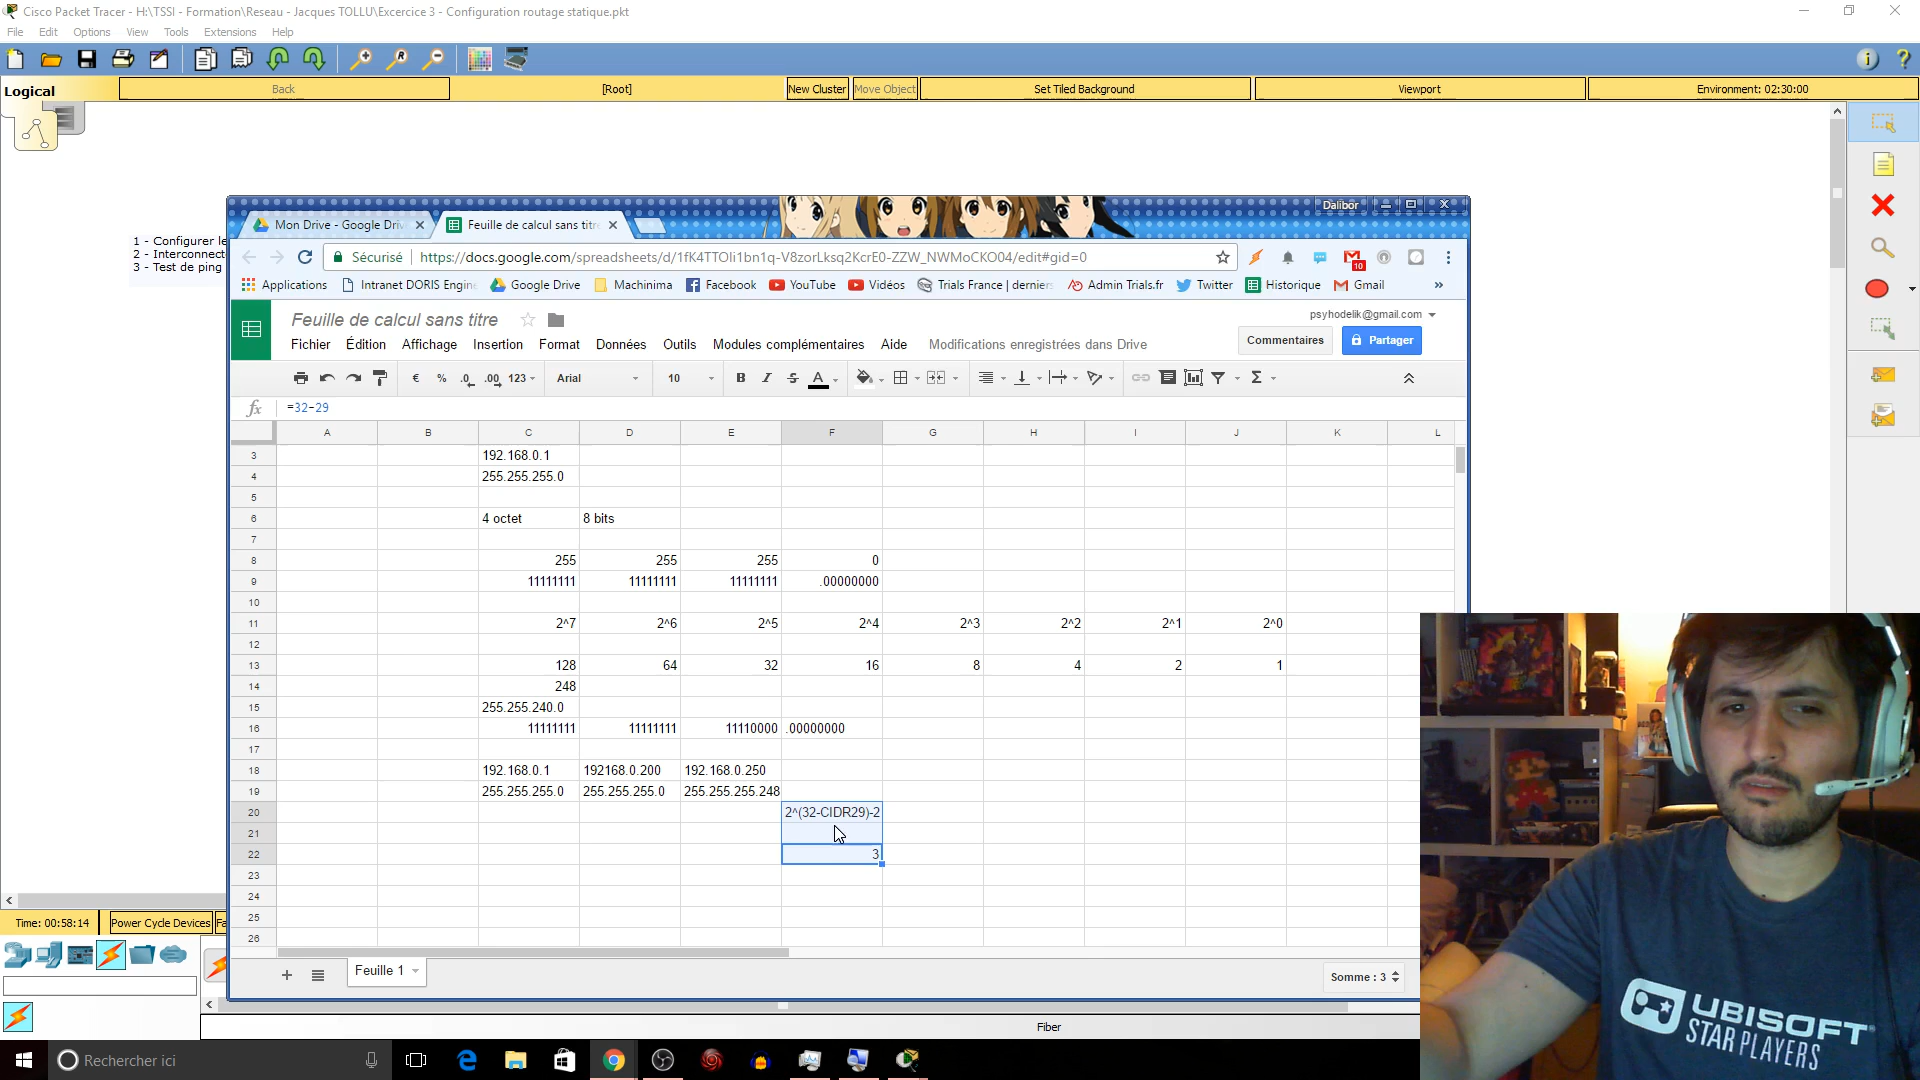 Cisco Packet Tracer - H:\TSSI - Formation\Reseau - Jacques TOLLU\Excercice 3 - Configuration routage statique.pkt
File Edit Options View Tools Extensions Help
Logical Back [Root] New Cluster Move Object Set Tiled Background Viewport Environment: 02:30:00
1 - Configurer le
2 - Interconnect
3 - Test de ping
Dalibor
Mon Drive - Google Driv Feuille de calcul sans titre
Sécurisé https://docs.google.com/spreadsheets/d/1fK4TTOIi1bn1q-V8zorLksq2KcrE0-ZZW_NWMoCKO04/edit#gid=0
10
Applications Intranet DORIS Engin Google Drive Machinima Facebook YouTube Vidéos Trials France | dernier Admin Trials.fr Twitter Historique Gmail »
Feuille de calcul sans titre
psyhodelik@gmail.com
Fichier Édition Affichage Insertion Format Données Outils Modules complémentaires Aide Modifications enregistrées dans Drive
Commentaires Partager
€ % .0 .00 123 Arial 10 B I S A Σ
fx =32-29
A B C D E F G H I J K L
3 192.168.0.1
4 255.255.255.0
5
6 4 octet 8 bits
7
8 255 255 255 0
9 11111111 11111111 11111111 .00000000
10
11 2^7 2^6 2^5 2^4 2^3 2^2 2^1 2^0
12
13 128 64 32 16 8 4 2 1
14 248
15 255.255.240.0
16 11111111 11111111 11110000 .00000000
17
18 192.168.0.1 192168.0.200 192.168.0.250
19 255.255.255.0 255.255.255.0 255.255.255.248
20 2^(32-CIDR29)-2
21
22 3
23
24
25
26
Feuille 1
Somme : 3
Time: 00:58:14 Power Cycle Devices Fa
Fiber
Rechercher ici
UBISOFT
STAR PLAYERS